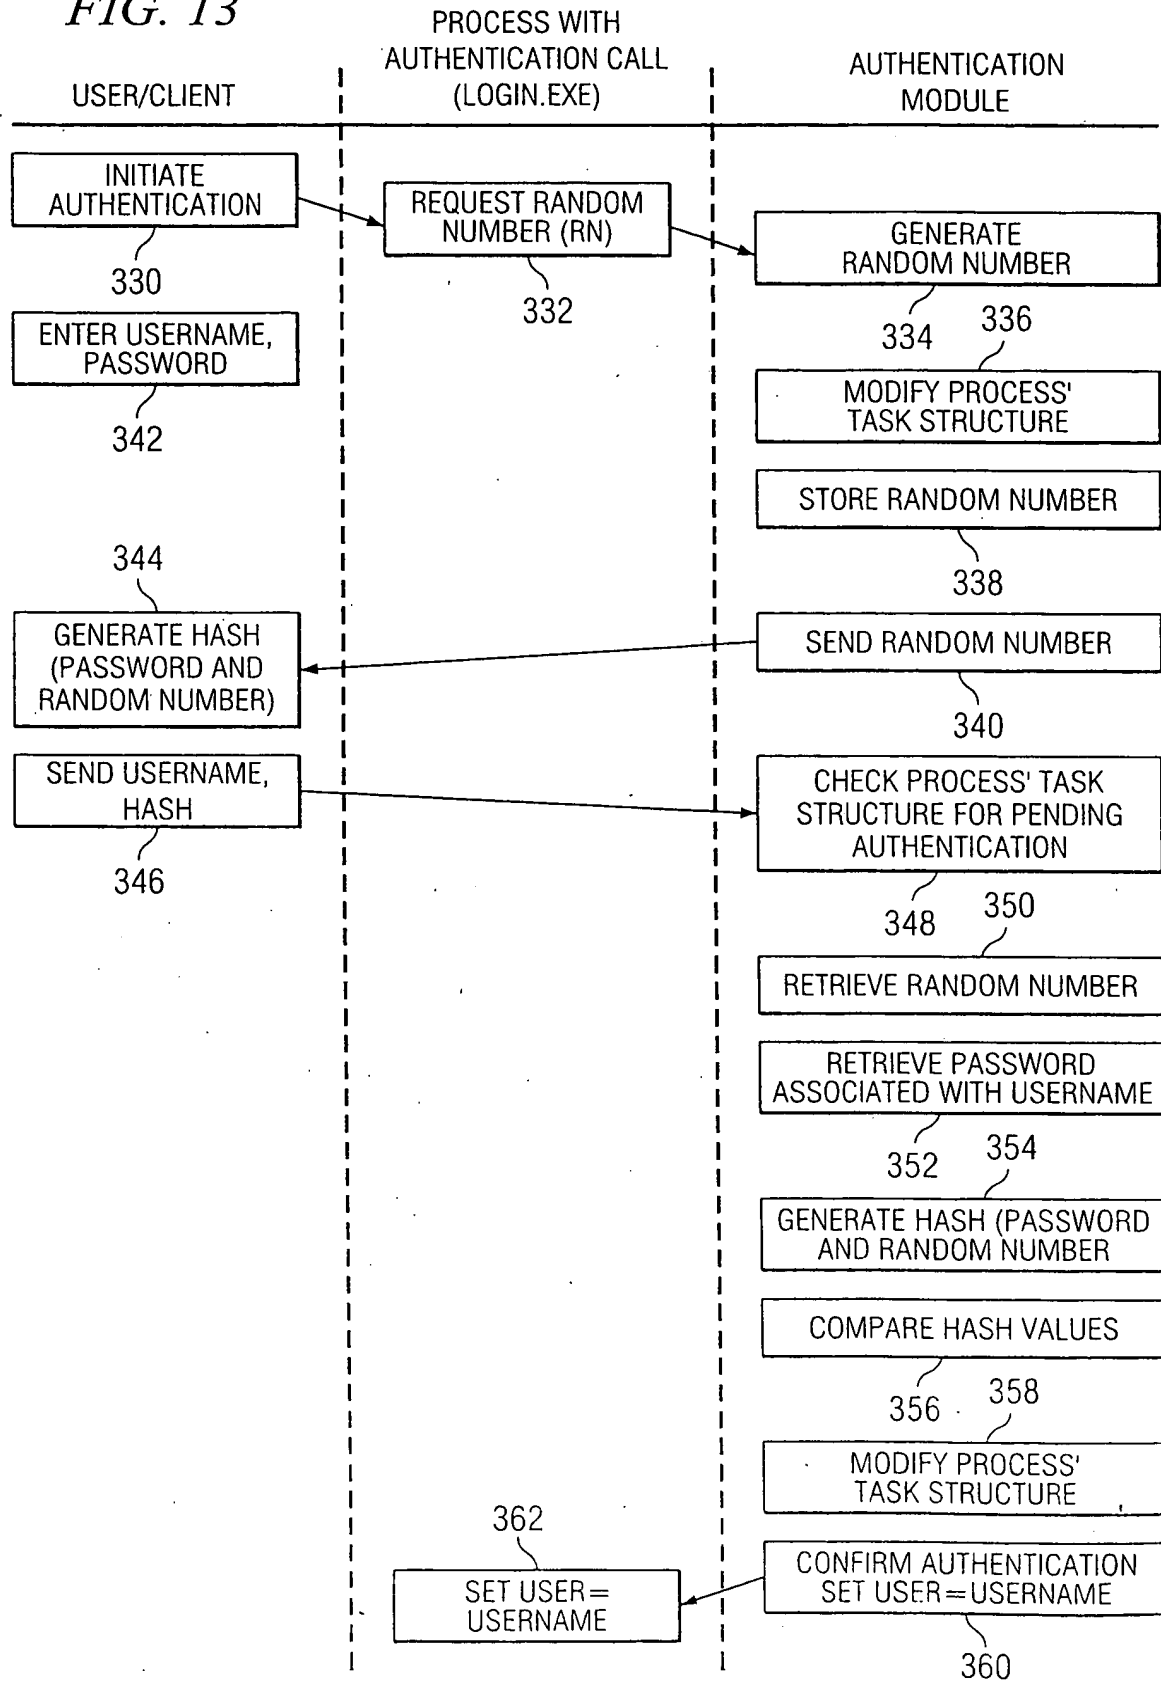 FIG. 13
USER/CLIENT
PROCESS WITH
AUTHENTICATION CALL
(LOGIN.EXE)
AUTHENTICATION
MODULE
INITIATE
AUTHENTICATION
330
REQUEST RANDOM
NUMBER (RN)
332
GENERATE
RANDOM NUMBER
334
336
ENTER USERNAME,
PASSWORD
342
MODIFY PROCESS'
TASK STRUCTURE
STORE RANDOM NUMBER
338
344
GENERATE HASH
(PASSWORD AND
RANDOM NUMBER)
SEND RANDOM NUMBER
340
SEND USERNAME,
HASH
346
CHECK PROCESS' TASK
STRUCTURE FOR PENDING
AUTHENTICATION
348
350
RETRIEVE RANDOM NUMBER
RETRIEVE PASSWORD
ASSOCIATED WITH USERNAME
352
354
GENERATE HASH (PASSWORD
AND RANDOM NUMBER
COMPARE HASH VALUES
356
358
MODIFY PROCESS'
TASK STRUCTURE
362
SET USER=
USERNAME
CONFIRM AUTHENTICATION
SET USER=USERNAME
360